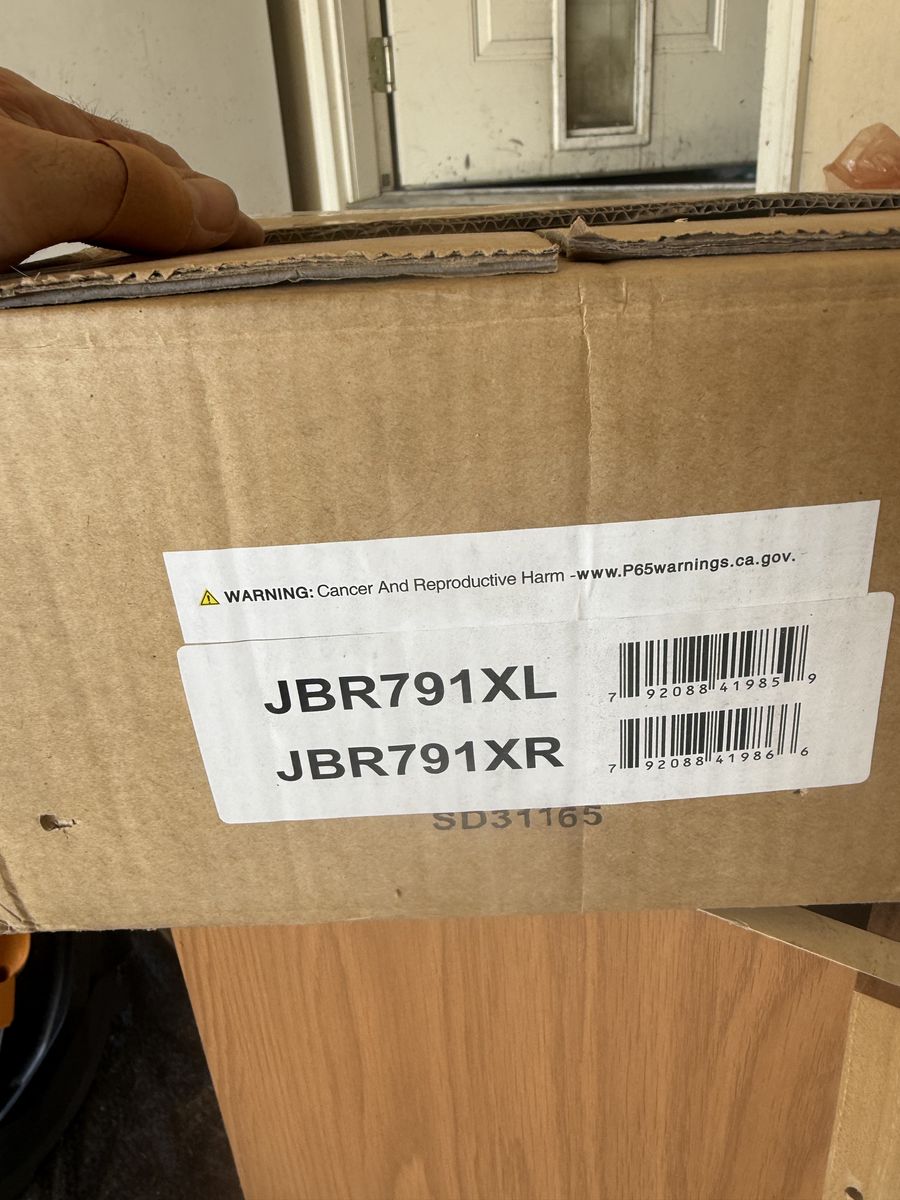 WARNING: Cancer And Reproductive Harm -www.P65warnings.ca.gov.
JBR791XL
7 92088 41985 9
JBR791XR
7 92088 41986 6
SD31165